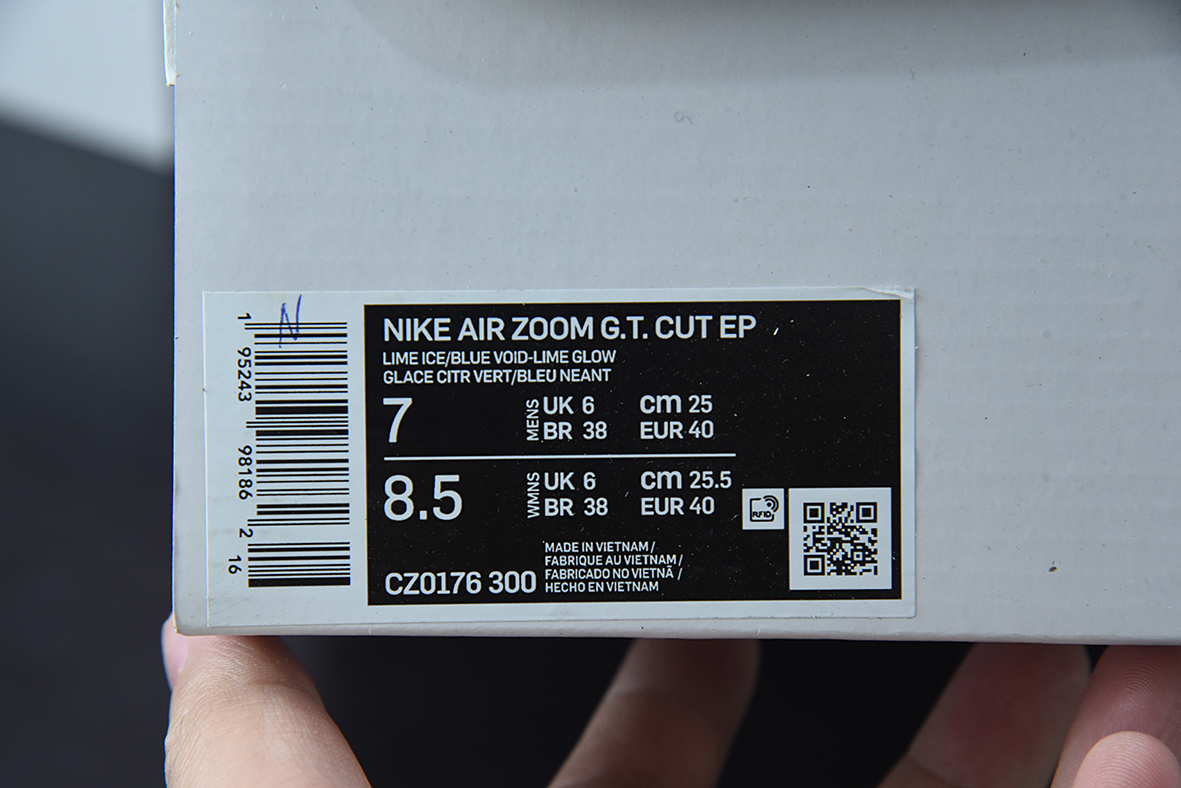 NIKE AIR ZOOM G.T. CUT EP
LIME ICE/BLUE VOID-LIME GLOW
GLACE CITR VERT/BLEU NEANT
7 MENS UK 6 cm 25
BR 38 EUR 40
8.5 WMNS UK 6 cm 25.5
BR 38 EUR 40
RFID
CZ0176 300
MADE IN VIETNAM /
FABRIQUE AU VIETNAM /
FABRICADO NO VIETNÃ /
HECHO EN VIETNAM
1 95243 98186 2 16
N